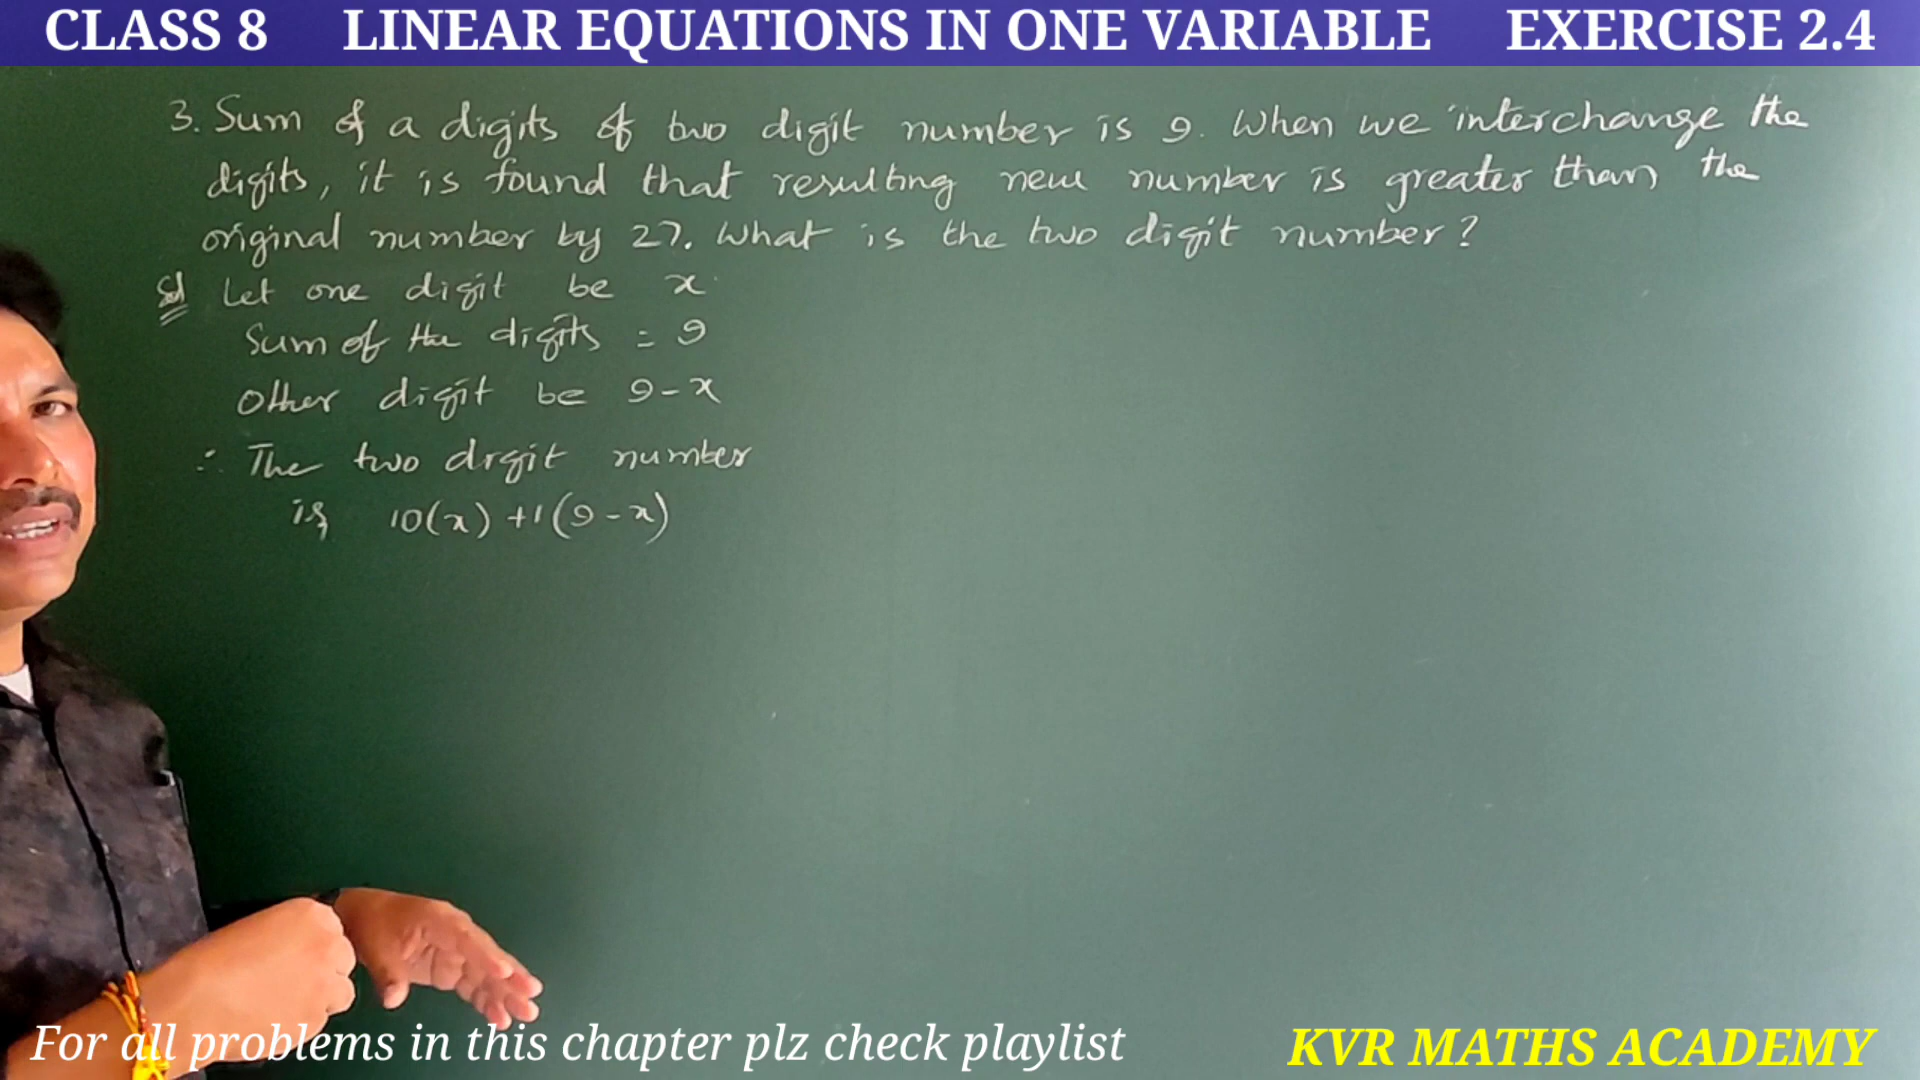 CLASS 8 LINEAR EQUATIONS IN ONE VARIABLE EXERCISE 2.4
3. Sum of a digits of two digit number is 9. When we interchange the
digits, it is found that resulting new number is greater than the
original number by 27. What is the two digit number?
Sol Let one digit be x.
Sum of the digits = 9
Other digit be 9-x
∴ The two digit number
is 10(x) +1(9-x)
For all problems in this chapter plz check playlist
KVR MATHS ACADEMY